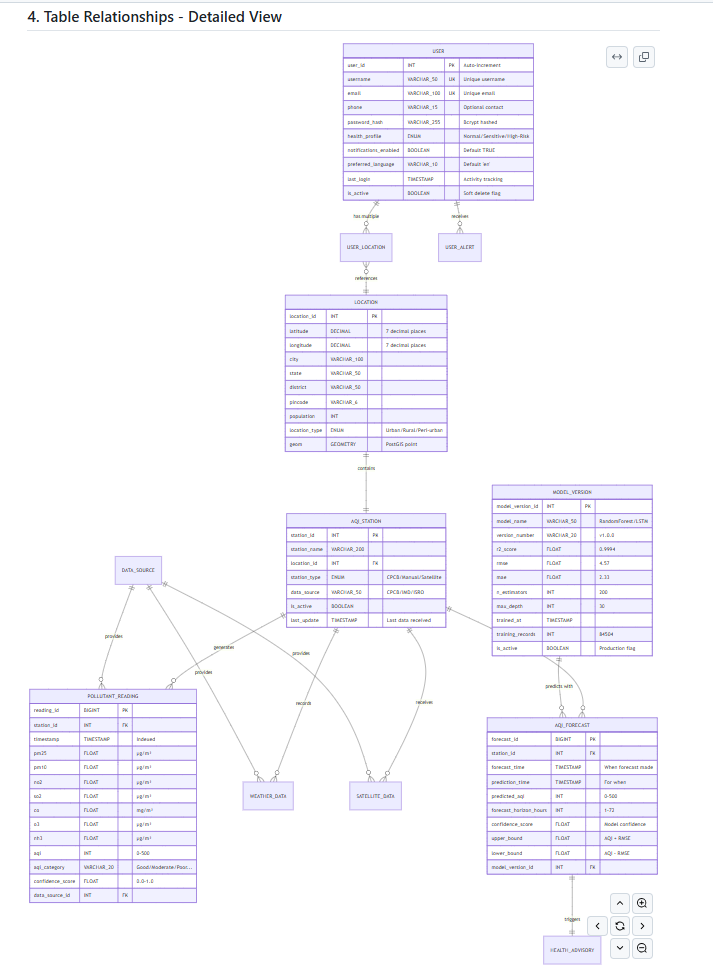 4. Table Relationships - Detailed View
USER
user_id INT PK Auto-increment
username VARCHAR_50 UK Unique username
email VARCHAR_100 UK Unique email
phone VARCHAR_15 Optional contact
password_hash VARCHAR_255 Bcrypt hashed
health_profile ENUM Normal/Sensitive/High-Risk
notifications_enabled BOOLEAN Default TRUE
preferred_language VARCHAR_10 Default 'en'
last_login TIMESTAMP Activity tracking
is_active BOOLEAN Soft delete flag
has multiple receives
USER_LOCATION USER_ALERT
references
LOCATION
location_id INT PK
latitude DECIMAL 7 decimal places
longitude DECIMAL 7 decimal places
city VARCHAR_100
state VARCHAR_50
district VARCHAR_50
pincode VARCHAR_6
population INT
location_type ENUM Urban/Rural/Peri-urban
geom GEOMETRY PostGIS point
contains
AQI_STATION
station_id INT PK
station_name VARCHAR_200
location_id INT FK
station_type ENUM CPCB/Manual/Satellite
data_source VARCHAR_50 CPCB/IMD/ISRO
is_active BOOLEAN
last_update TIMESTAMP Last data received
MODEL_VERSION
model_version_id INT PK
model_name VARCHAR_50 RandomForest/LSTM
version_number VARCHAR_20 v1.0.0
r2_score FLOAT 0.9994
rmse FLOAT 4.57
mae FLOAT 2.33
n_estimators INT 200
max_depth INT 30
trained_at TIMESTAMP
training_records INT 84504
is_active BOOLEAN Production flag
DATA_SOURCE
provides generates provides
provides
records receives
predicts with
POLLUTANT_READING
reading_id BIGINT PK
station_id INT FK
timestamp TIMESTAMP Indexed
pm25 FLOAT µg/m³
pm10 FLOAT µg/m³
no2 FLOAT µg/m³
so2 FLOAT µg/m³
co FLOAT mg/m³
o3 FLOAT µg/m³
nh3 FLOAT µg/m³
aqi INT 0-500
aqi_category VARCHAR_20 Good/Moderate/Poor...
confidence_score FLOAT 0.0-1.0
data_source_id INT FK
WEATHER_DATA SATELLITE_DATA
AQI_FORECAST
forecast_id BIGINT PK
station_id INT FK
forecast_time TIMESTAMP When forecast made
prediction_time TIMESTAMP For when
predicted_aqi INT 0-500
forecast_horizon_hours INT 1-72
confidence_score FLOAT Model confidence
upper_bound FLOAT AQI + RMSE
lower_bound FLOAT AQI - RMSE
model_version_id INT FK
triggers
HEALTH_ADVISORY